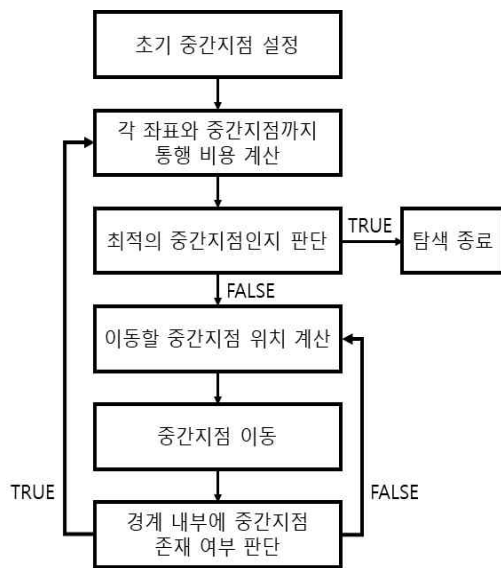 초기 중간지점 설정
각 좌표와 중간지점까지
통행 비용 계산
최적의 중간지점인지 판단
TRUE
탐색 종료
FALSE
이동할 중간지점 위치 계산
중간지점 이동
TRUE
FALSE
경계 내부에 중간지점
존재 여부 판단